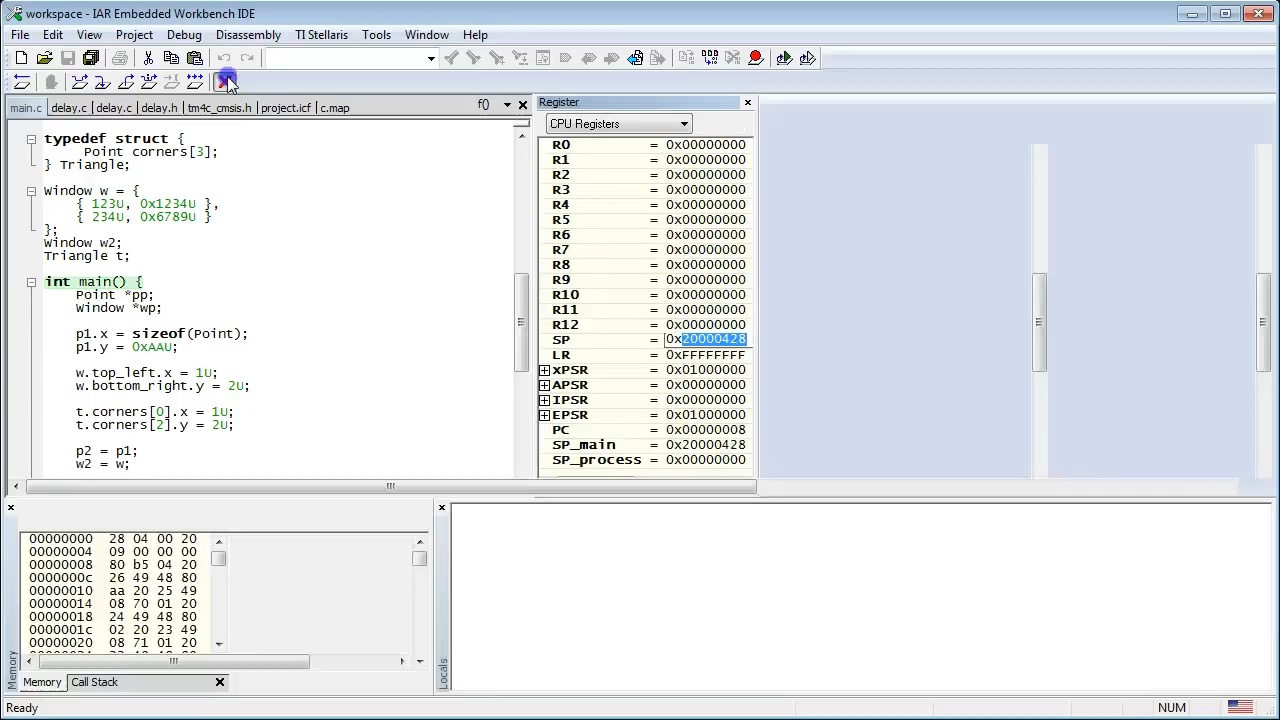 workspace - IAR Embedded Workbench IDE
File Edit View Project Debug Disassembly TI Stellaris Tools Window Help
main.c delay.c delay.c delay.h tm4c_cmsis.h project.icf c.map f()
typedef struct {
Point corners[3];
} Triangle;
Window w = {
{ 123U, 0x1234U },
{ 234U, 0x6789U }
};
Window w2;
Triangle t;
int main() {
Point *pp;
Window *wp;
p1.x = sizeof(Point);
p1.y = 0xAAU;
w.top_left.x = 1U;
w.bottom_right.y = 2U;
t.corners[0].x = 1U;
t.corners[2].y = 2U;
p2 = p1;
w2 = w;
Register
CPU Registers
R0 = 0x00000000
R1 = 0x00000000
R2 = 0x00000000
R3 = 0x00000000
R4 = 0x00000000
R5 = 0x00000000
R6 = 0x00000000
R7 = 0x00000000
R8 = 0x00000000
R9 = 0x00000000
R10 = 0x00000000
R11 = 0x00000000
R12 = 0x00000000
SP = 0x20000428
LR = 0xFFFFFFFF
xPSR = 0x01000000
APSR = 0x00000000
IPSR = 0x00000000
EPSR = 0x01000000
PC = 0x00000008
SP_main = 0x20000428
SP_process = 0x00000000
00000000 28 04 00 20
00000004 09 00 00 00
00000008 80 b5 04 20
0000000c 26 49 48 80
00000010 aa 20 25 49
00000014 08 70 01 20
00000018 24 49 48 80
0000001c 02 20 23 49
00000020 08 71 01 20
Memory
Memory Call Stack
Locals
Ready NUM